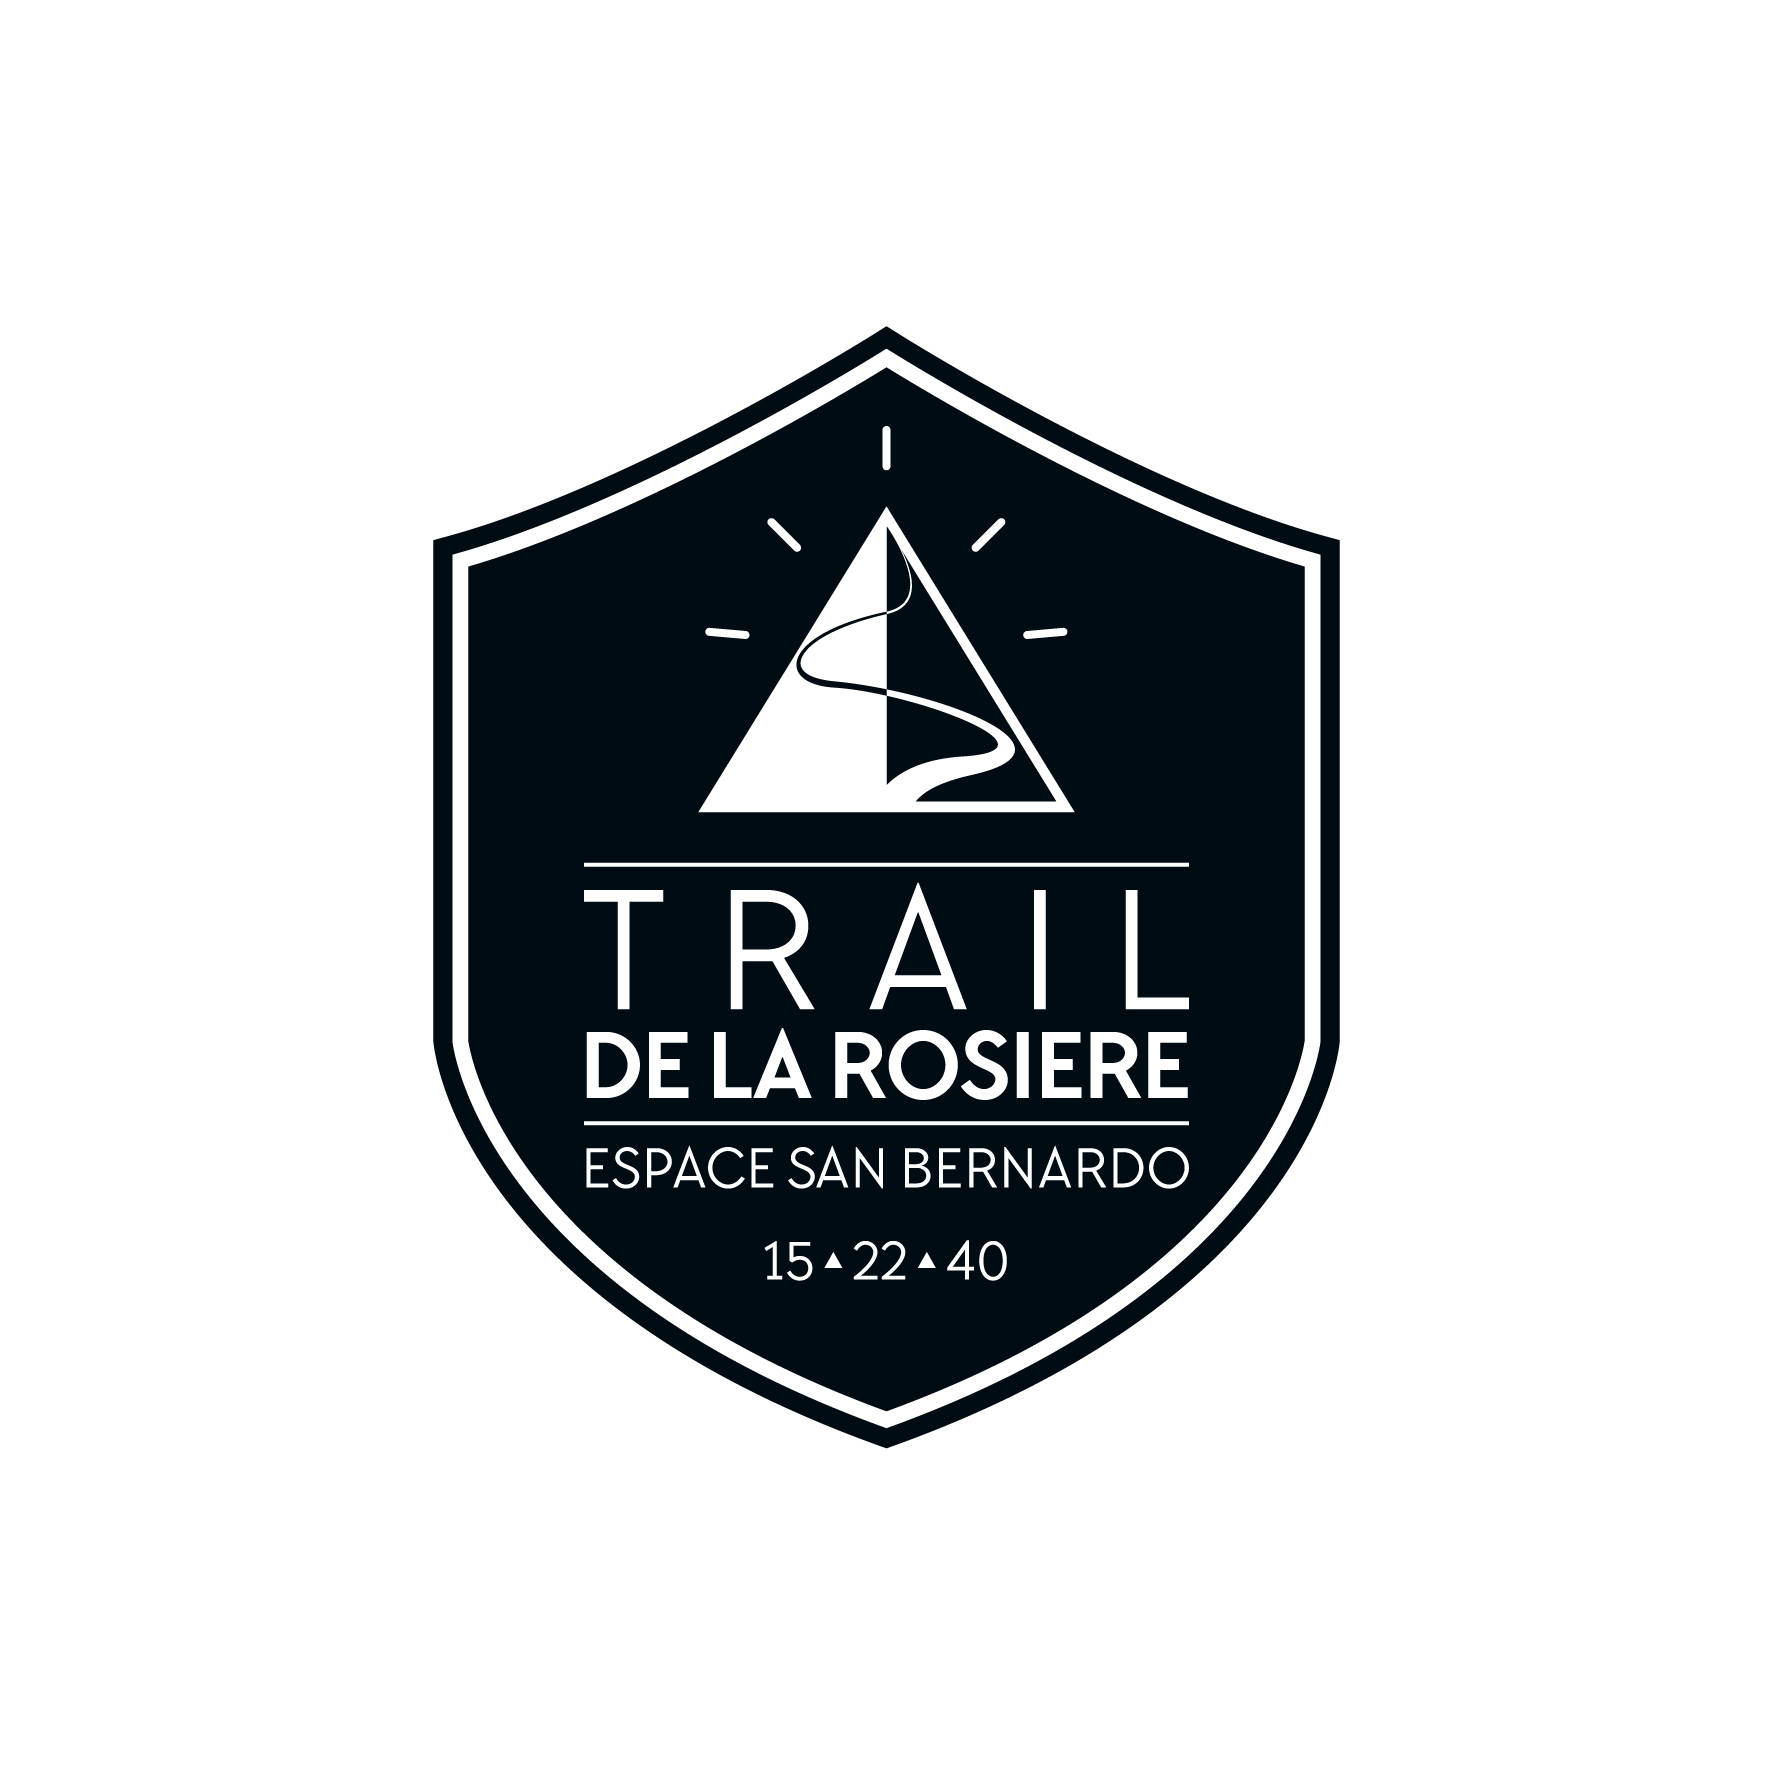 TRAIL
DE LA ROSIERE
ESPACE SAN BERNARDO
15▲22▲40